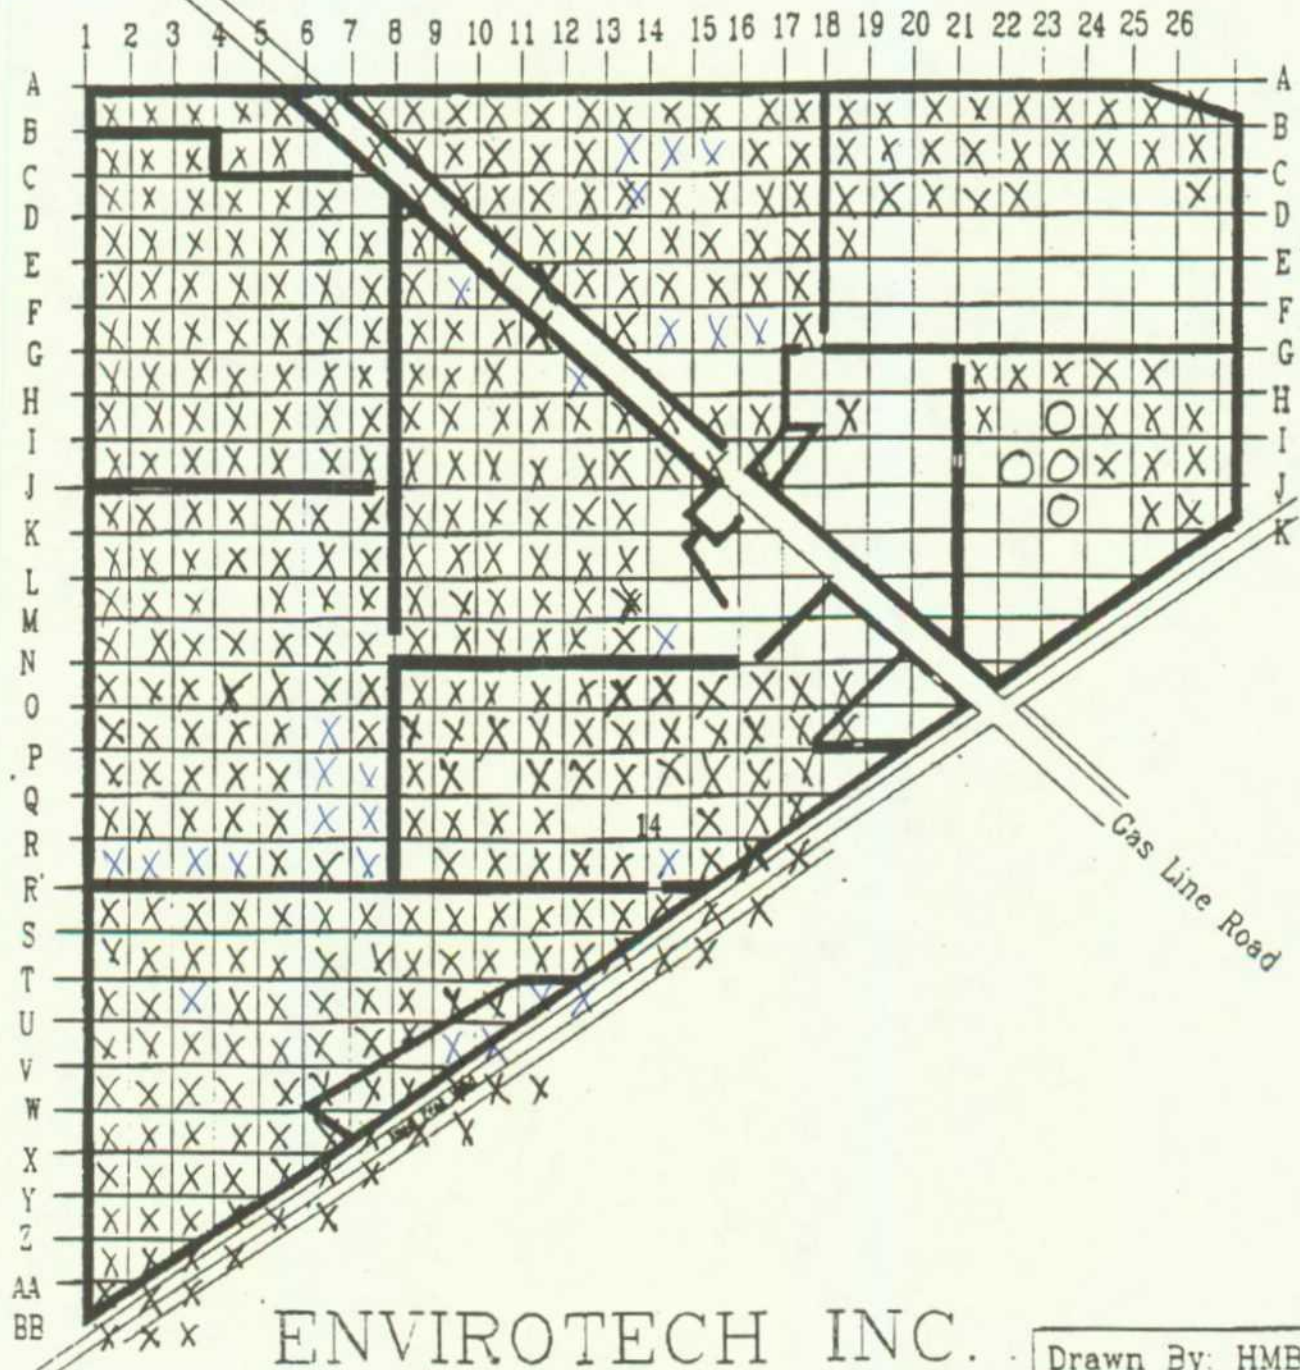 1 2 3 4 5 6 7 8 9 10 11 12 13 14 15 16 17 18 19 20 21 22 23 24 25 26
A A
B B
C C
D D
E E
F F
G G
H H
I I
J J
K K
L
M
N
O
P
Q
R 14
R'
S
T
U
V
W
X
Y
Z
AA
BB
Gas Line Road
ENVIROTECH INC.
Drawn By: HMB